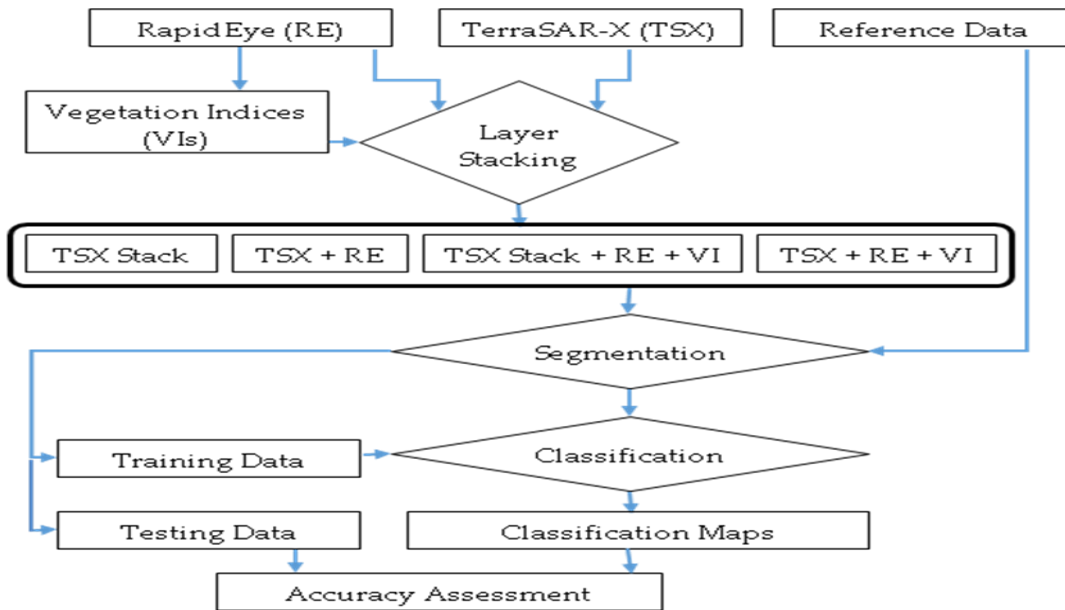 RapidEye (RE)
TerraSAR-X (TSX)
Reference Data
Vegetation Indices
(VIs)
Layer
Stacking
TSX Stack
TSX + RE
TSX Stack + RE + VI
TSX + RE + VI
Segmentation
Training Data
Classification
Testing Data
Classification Maps
Accuracy Assessment